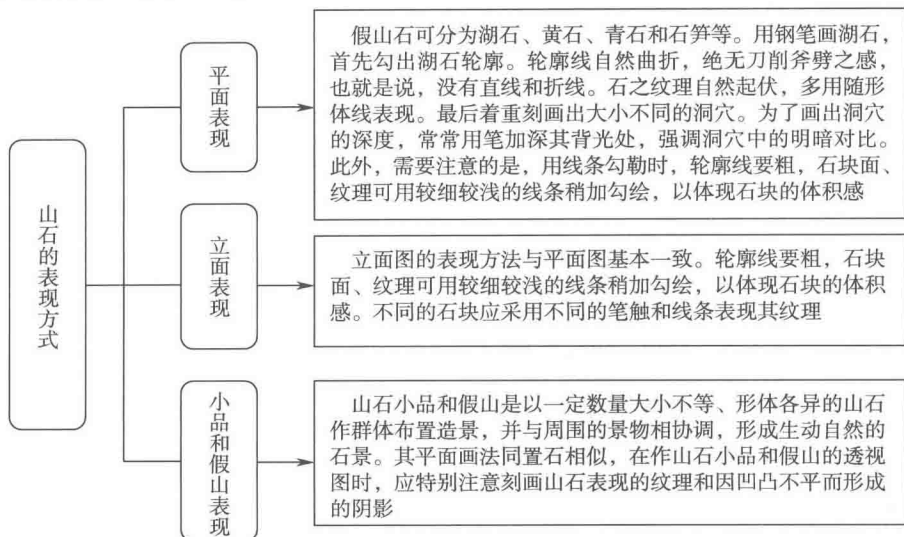 山石的表现方式
平面表现
假山石可分为湖石、黄石、青石和石笋等。用钢笔画湖石，
首先勾出湖石轮廓。轮廓线自然曲折，绝无刀削斧劈之感，
也就是说，没有直线和折线。石之纹理自然起伏，多用随形
体线表现。最后着重刻画出大小不同的洞穴。为了画出洞穴
的深度，常常用笔加深其背光处，强调洞穴中的明暗对比。
此外，需要注意的是，用线条勾勒时，轮廓线要粗，石块面、
纹理可用较细较浅的线条稍加勾绘，以体现石块的体积感
立面表现
立面图的表现方法与平面图基本一致。轮廓线要粗，石块
面、纹理可用较细较浅的线条稍加勾绘，以体现石块的体积
感。不同的石块应采用不同的笔触和线条表现其纹理
小品和假山表现
山石小品和假山是以一定数量大小不等、形体各异的山石
作群体布置造景，并与周围的景物相协调，形成生动自然的
石景。其平面画法同置石相似，在作山石小品和假山的透视
图时，应特别注意刻画山石表现的纹理和因凹凸不平而形成
的阴影